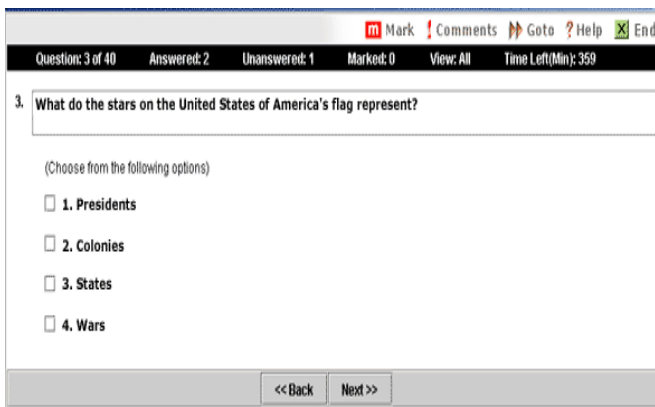 m Mark ! Comments Goto ? Help X End
Question: 3 of 40 Answered: 2 Unanswered: 1 Marked: 0 View: All Time Left(Min): 359
3. What do the stars on the United States of America's flag represent?
(Choose from the following options)
1. Presidents
2. Colonies
3. States
4. Wars
<< Back Next >>